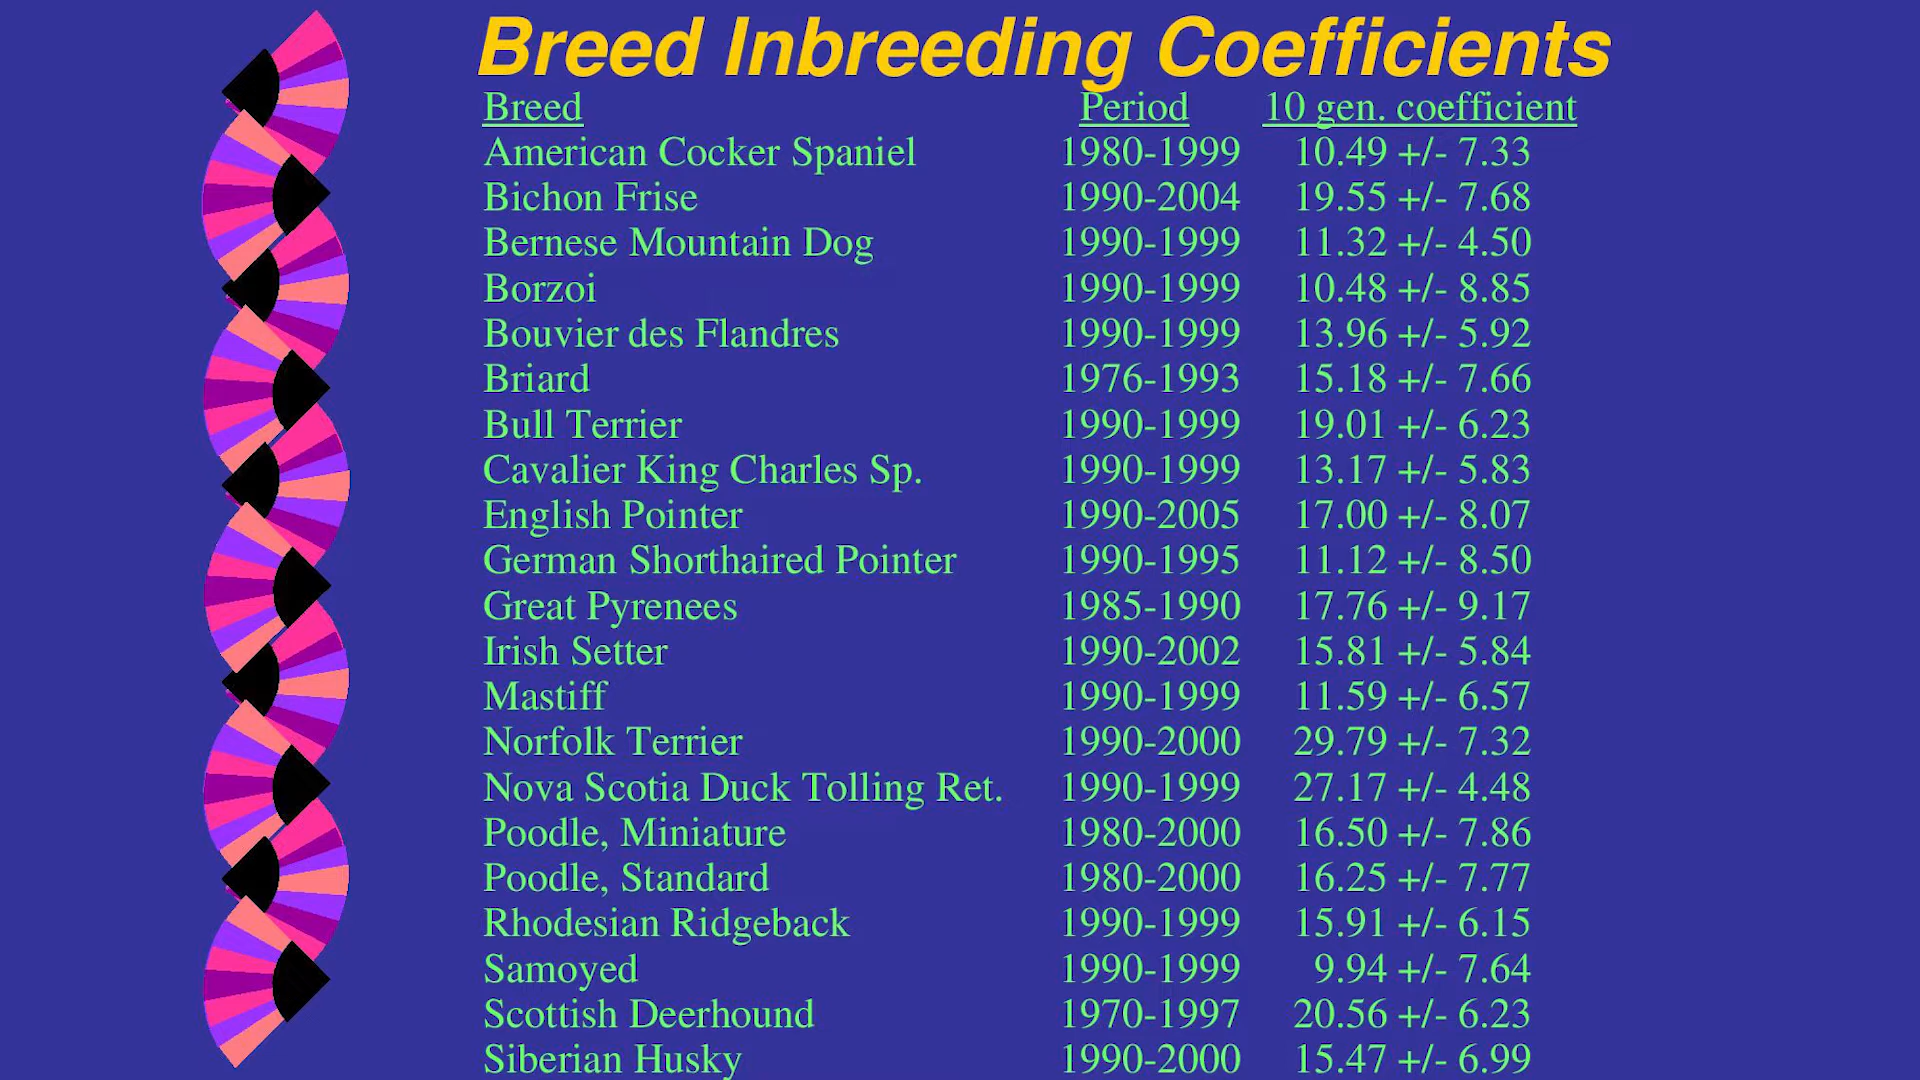 Breed Inbreeding Coefficients
Breed Period 10 gen. coefficient
American Cocker Spaniel 1980-1999 10.49 +/- 7.33
Bichon Frise 1990-2004 19.55 +/- 7.68
Bernese Mountain Dog 1990-1999 11.32 +/- 4.50
Borzoi 1990-1999 10.48 +/- 8.85
Bouvier des Flandres 1990-1999 13.96 +/- 5.92
Briard 1976-1993 15.18 +/- 7.66
Bull Terrier 1990-1999 19.01 +/- 6.23
Cavalier King Charles Sp. 1990-1999 13.17 +/- 5.83
English Pointer 1990-2005 17.00 +/- 8.07
German Shorthaired Pointer 1990-1995 11.12 +/- 8.50
Great Pyrenees 1985-1990 17.76 +/- 9.17
Irish Setter 1990-2002 15.81 +/- 5.84
Mastiff 1990-1999 11.59 +/- 6.57
Norfolk Terrier 1990-2000 29.79 +/- 7.32
Nova Scotia Duck Tolling Ret. 1990-1999 27.17 +/- 4.48
Poodle, Miniature 1980-2000 16.50 +/- 7.86
Poodle, Standard 1980-2000 16.25 +/- 7.77
Rhodesian Ridgeback 1990-1999 15.91 +/- 6.15
Samoyed 1990-1999 9.94 +/- 7.64
Scottish Deerhound 1970-1997 20.56 +/- 6.23
Siberian Husky 1990-2000 15.47 +/- 6.99